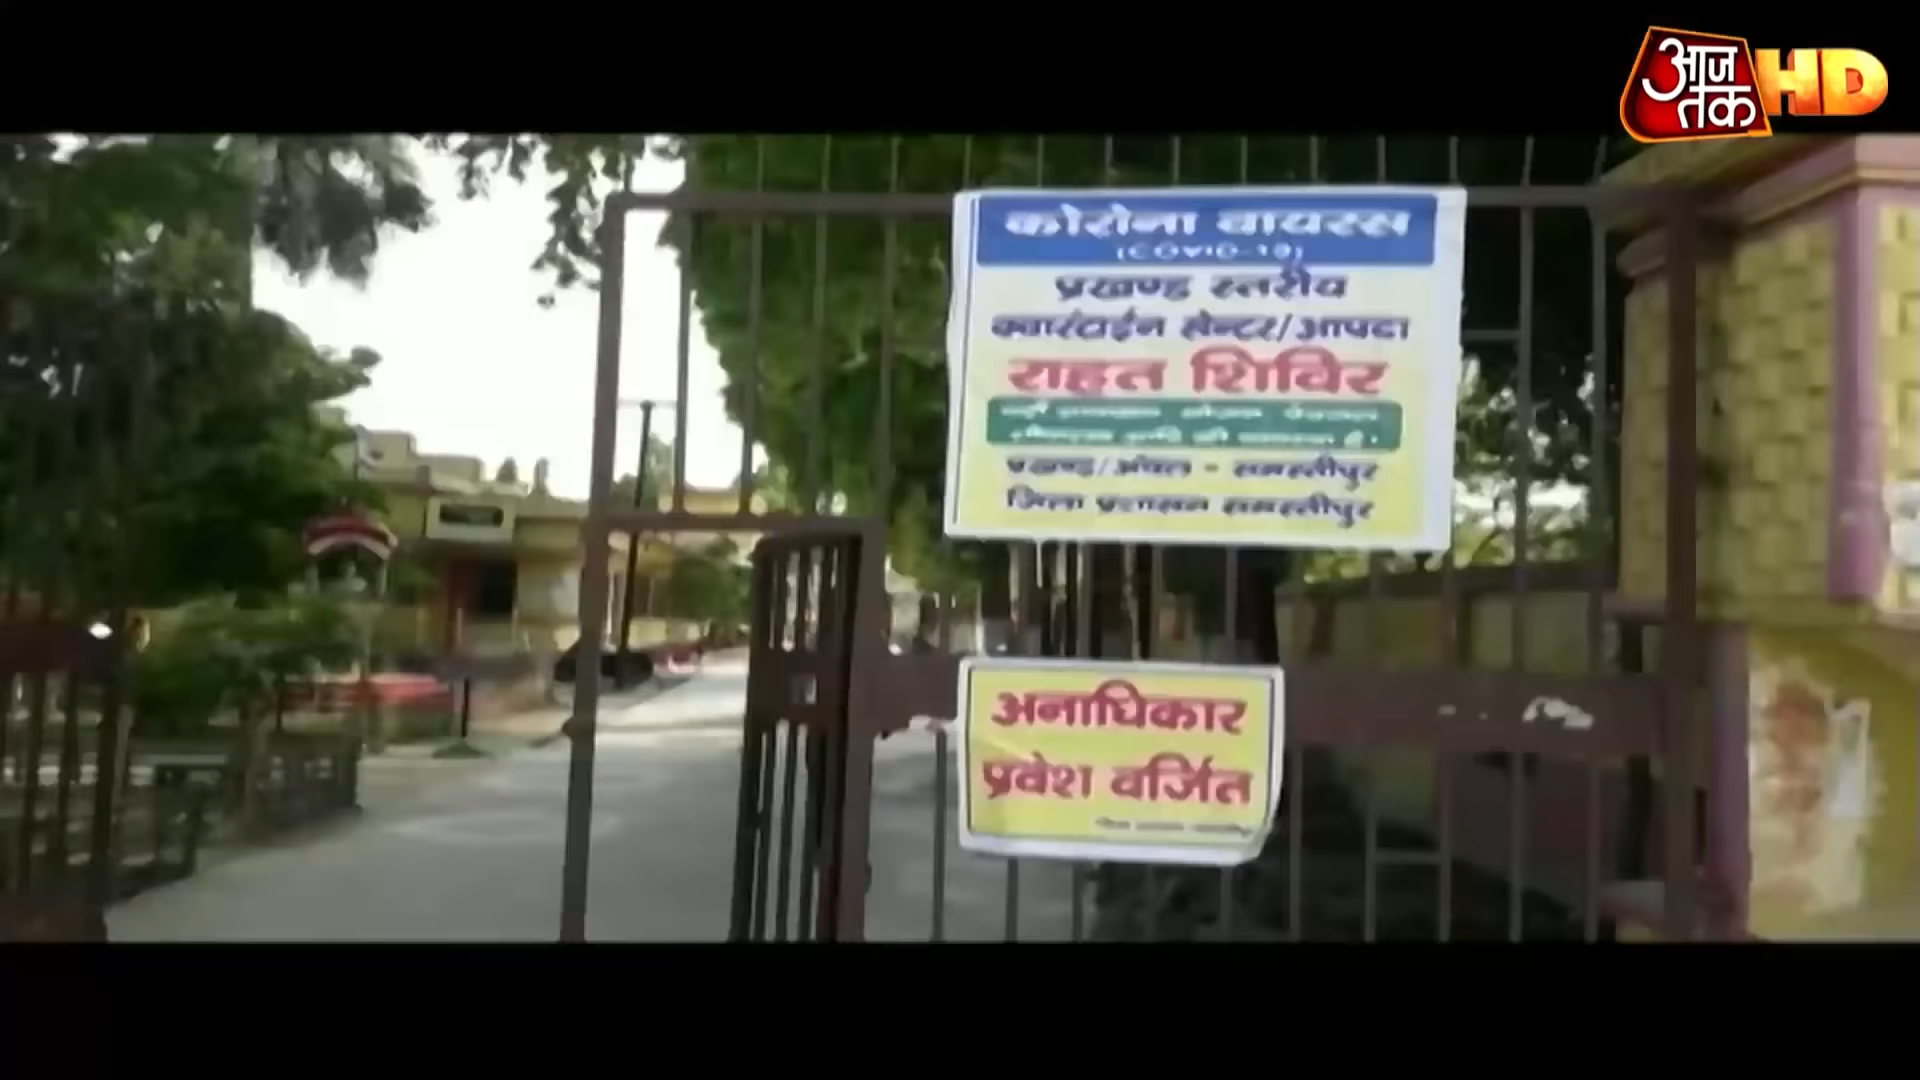 आज तक HD
कोरोना वायरस
(COVID-19)
प्रखण्ड स्तरीय
क्वारंटाईन सेन्टर/आपदा
राहत शिविर
प्रखण्ड/अंचल - समस्तीपुर
जिला प्रशासन समस्तीपुर
अनाधिकार
प्रवेश वर्जित